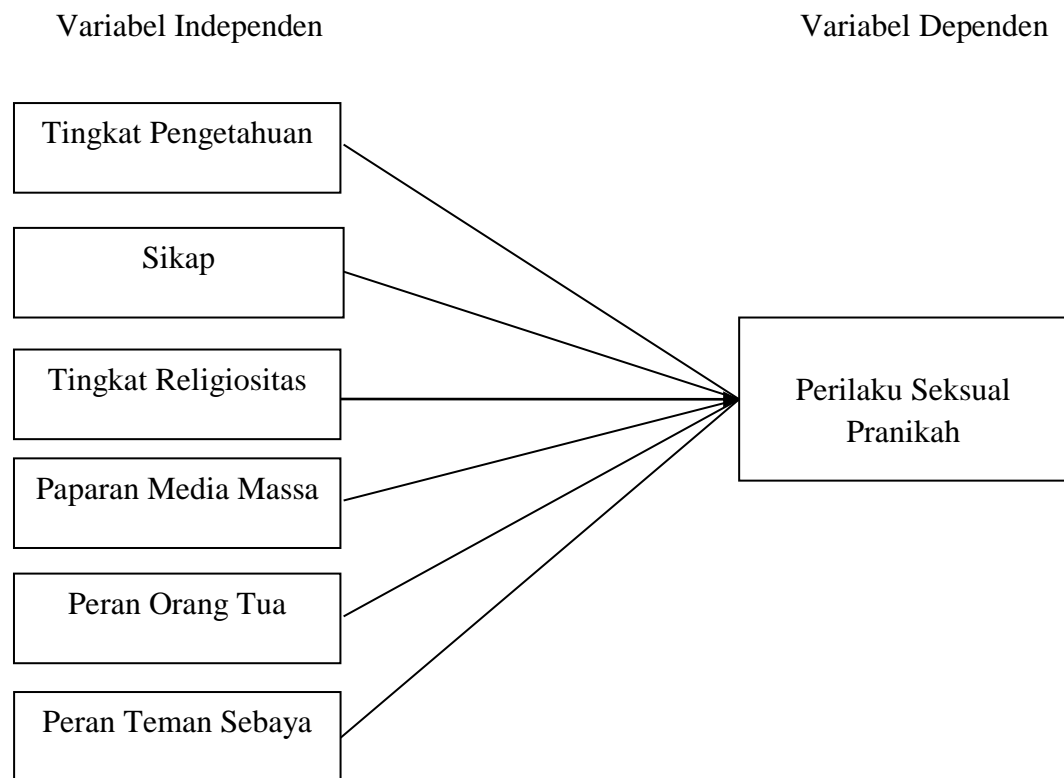 Variabel Independen
Variabel Dependen
Tingkat Pengetahuan
Sikap
Tingkat Religiositas
Paparan Media Massa
Peran Orang Tua
Peran Teman Sebaya
Perilaku Seksual
Pranikah